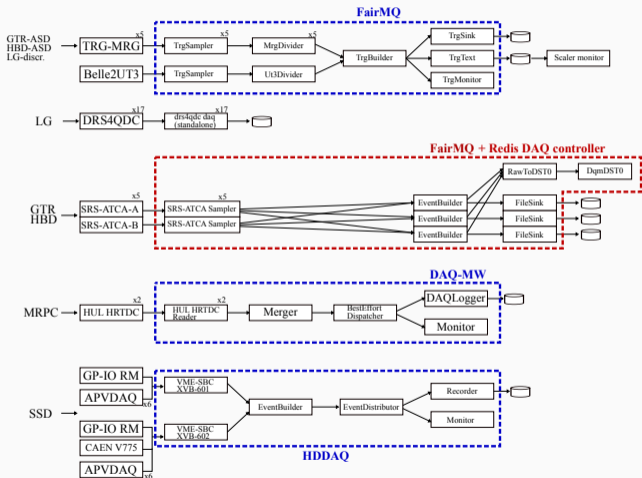 FairMQ
GTR-ASD
HBD-ASD
LG-discr.
x5
TRG-MRG
x5
TrgSampler
x5
MrgDivider
TrgBuilder
TrgSink
TrgText
Scaler monitor
TrgMonitor
Belle2UT3
TrgSampler
Ut3Divider
LG
x17
DRS4QDC
x17
drs4qdc daq
(standalone)
FairMQ + Redis DAQ controller
RawToDST0
DqmDST0
GTR
HBD
x5
SRS-ATCA-A
SRS-ATCA-B
x5
SRS-ATCA Sampler
SRS-ATCA Sampler
EventBuilder
EventBuilder
EventBuilder
FileSink
FileSink
FileSink
DAQ-MW
MRPC
x2
HUL HRTDC
x2
HUL HRTDC
Reader
Merger
BestEffort
Dispatcher
DAQLogger
Monitor
SSD
GP-IO RM
APVDAQ
x6
GP-IO RM
CAEN V775
APVDAQ
x6
VME-SBC
XVB-601
VME-SBC
XVB-602
EventBuilder
EventDistributor
Recorder
Monitor
HDDAQ